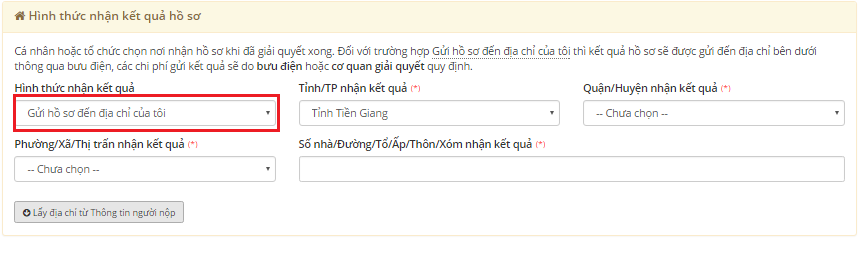 Hình thức nhận kết quả hồ sơ
Cá nhân hoặc tổ chức chọn nơi nhận hồ sơ khi đã giải quyết xong. Đối với trường hợp Gửi hồ sơ đến địa chỉ của tôi thì kết quả hồ sơ sẽ được gửi đến địa chỉ bên dưới
thông qua bưu điện, các chi phí gửi kết quả sẽ do bưu điện hoặc cơ quan giải quyết quy định.
Hình thức nhận kết quả
Tỉnh/TP nhận kết quả (*)
Quận/Huyện nhận kết quả (*)
Gửi hồ sơ đến địa chỉ của tôi
Tỉnh Tiền Giang
-- Chưa chọn --
Phường/Xã/Thị trấn nhận kết quả (*)
Số nhà/Đường/Tổ/Ấp/Thôn/Xóm nhận kết quả (*)
-- Chưa chọn --
Lấy địa chỉ từ Thông tin người nộp